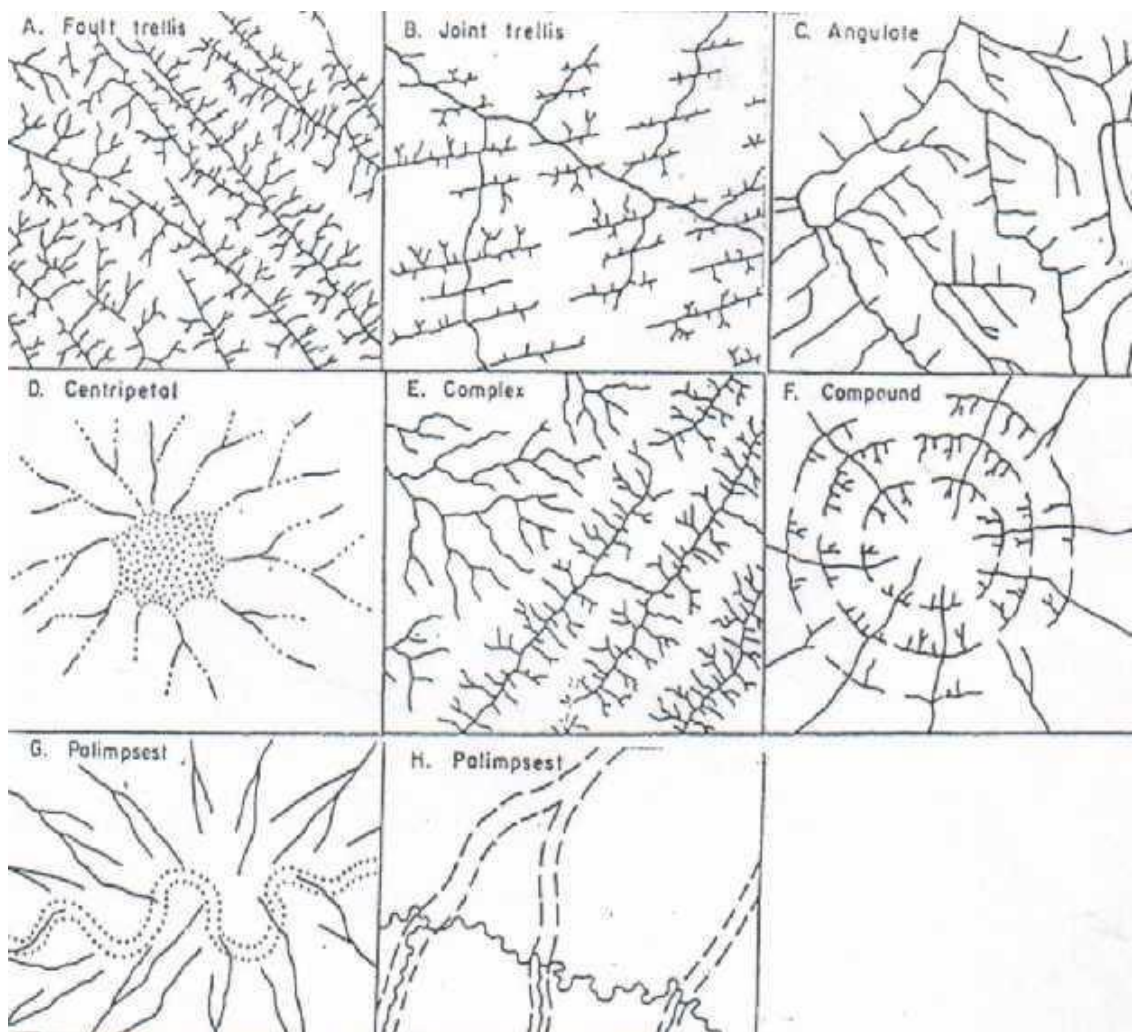 A. Fault trellis
B. Joint trellis
C. Angulate
D. Centripetal
E. Complex
F. Compound
G. Palimpsest
H. Palimpsest